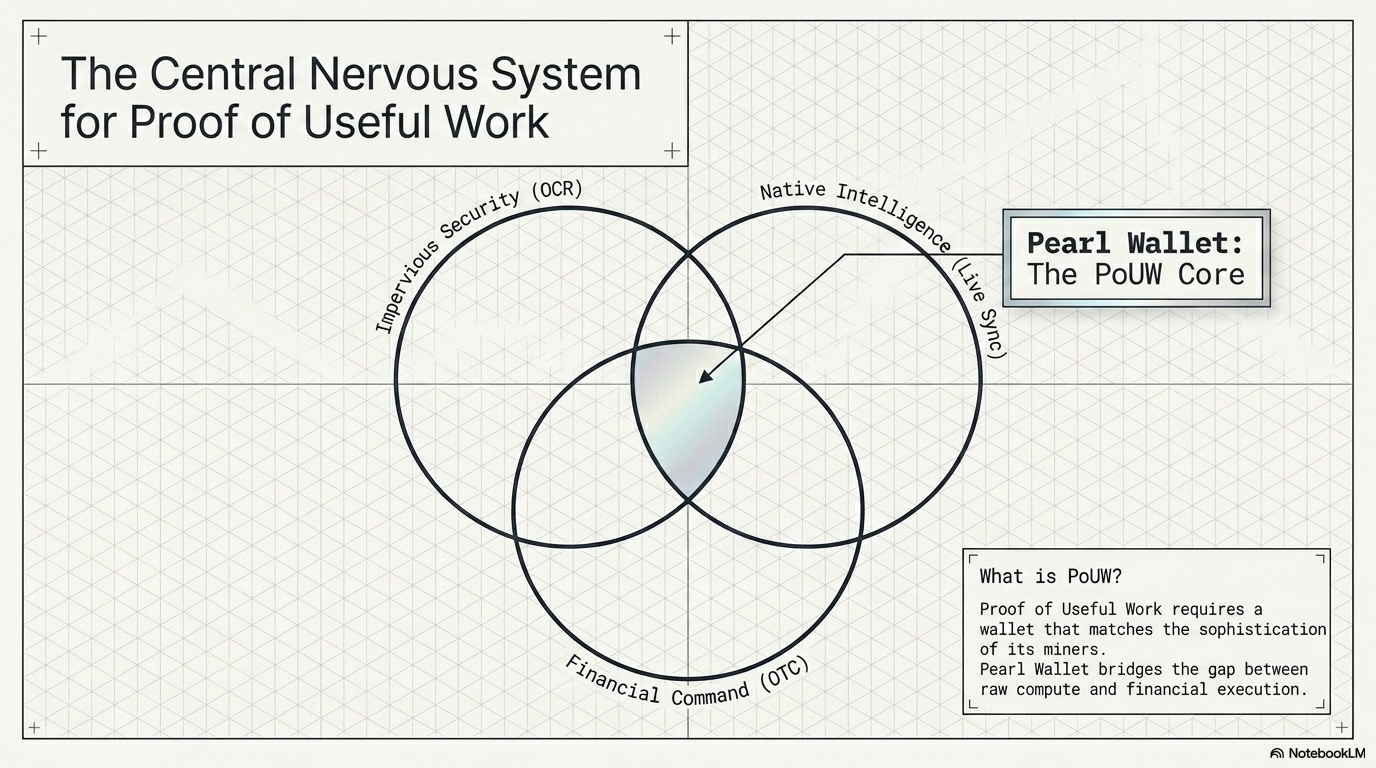 The Central Nervous System
for Proof of Useful Work
Impervious Security (OCR)
Native Intelligence (Live Sync)
Pearl Wallet:
The PoUW Core
Financial Command (OTC)
What is PoUW?
Proof of Useful Work requires a
wallet that matches the sophistication
of its miners.
Pearl Wallet bridges the gap between
raw compute and financial execution.
NotebookLM